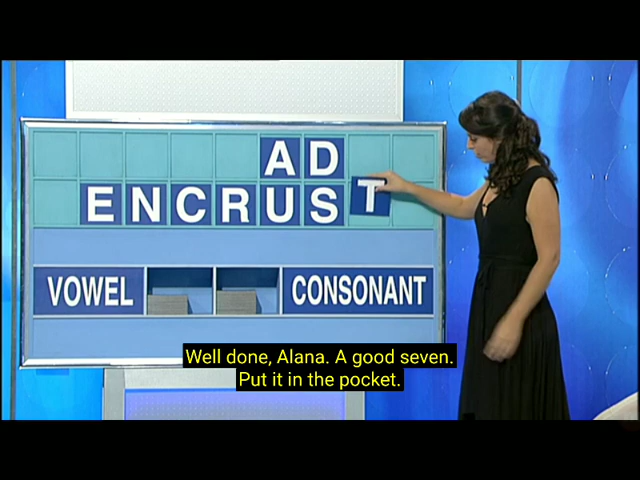 AD
ENCRUST
VOWEL
CONSONANT
Well done, Alana. A good seven.
Put it in the pocket.